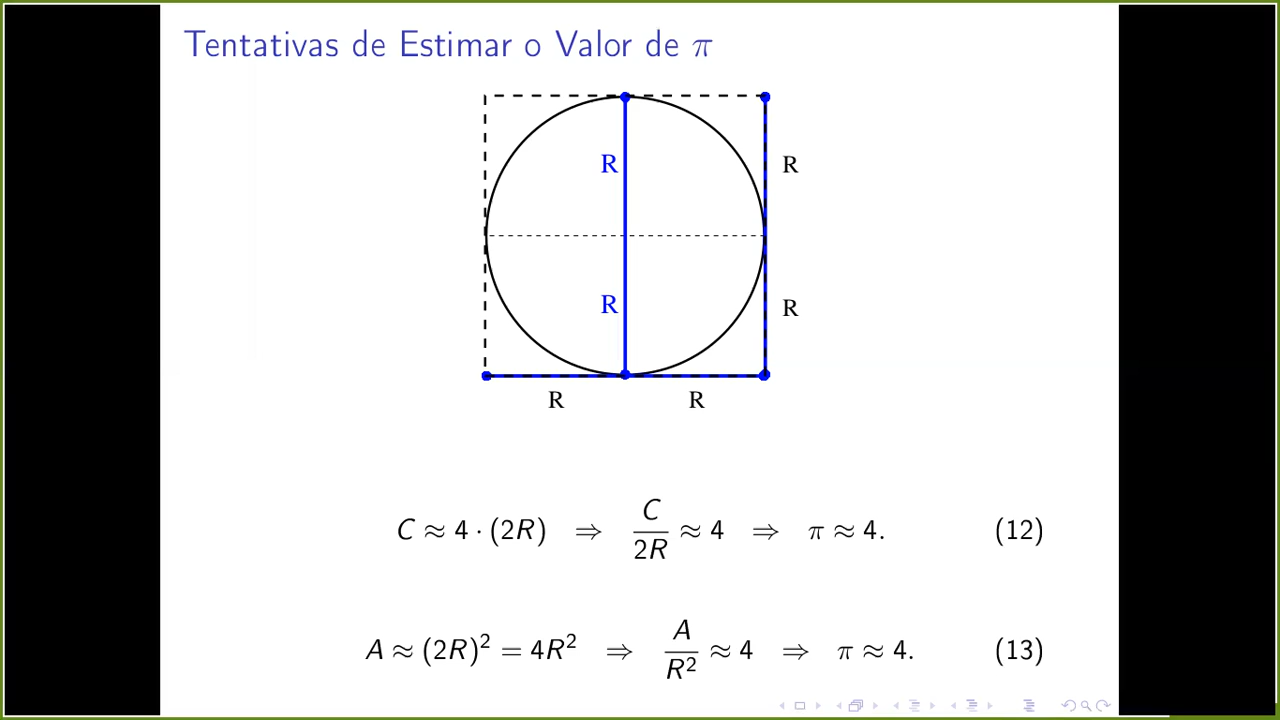 Tentativas de Estimar o Valor de π
R
R
R
R
R R
C ≈ 4 · (2R) ⇒ C/2R ≈ 4 ⇒ π ≈ 4. (12)
A ≈ (2R)² = 4R² ⇒ A/R² ≈ 4 ⇒ π ≈ 4. (13)